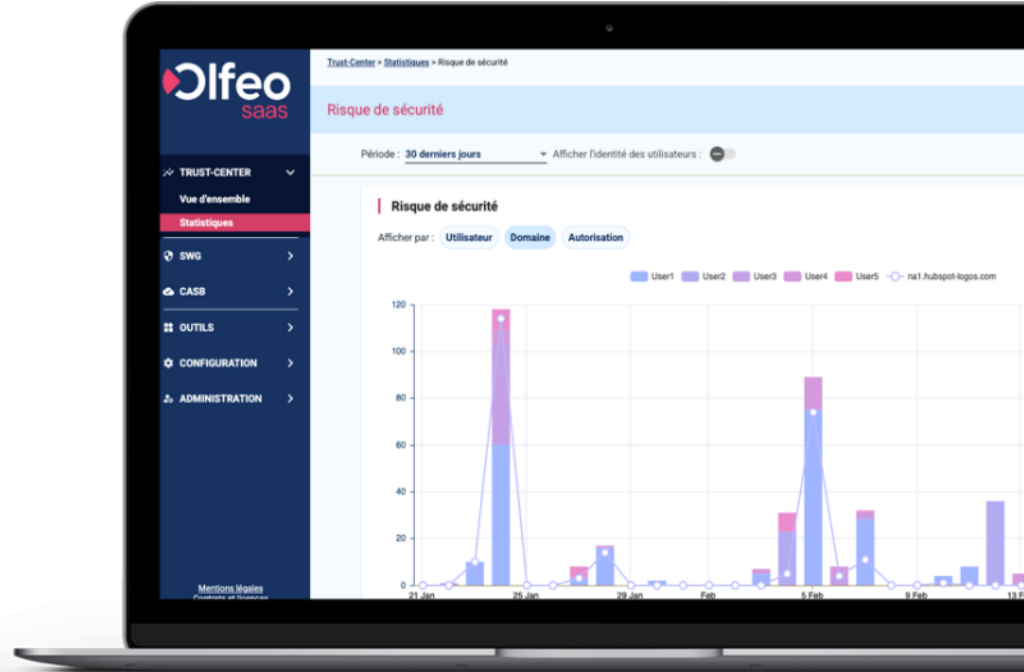 Olfeo
saas
TRUST-CENTER
Vue d'ensemble
Statistiques
SWG
CASB
OUTILS
CONFIGURATION
ADMINISTRATION
Mentions légales
Contrats et licences
Trust-Center > Statistiques > Risque de sécurité
Risque de sécurité
Période : 30 derniers jours Afficher l'identité des utilisateurs :
Risque de sécurité
Afficher par : Utilisateur Domaine Autorisation
User1 User2 User3 User4 User5 na1.hubspot-logos.com
120
100
80
60
40
20
0
21 Jan 25 Jan 29 Jan Feb 5 Feb 9 Feb 13 F